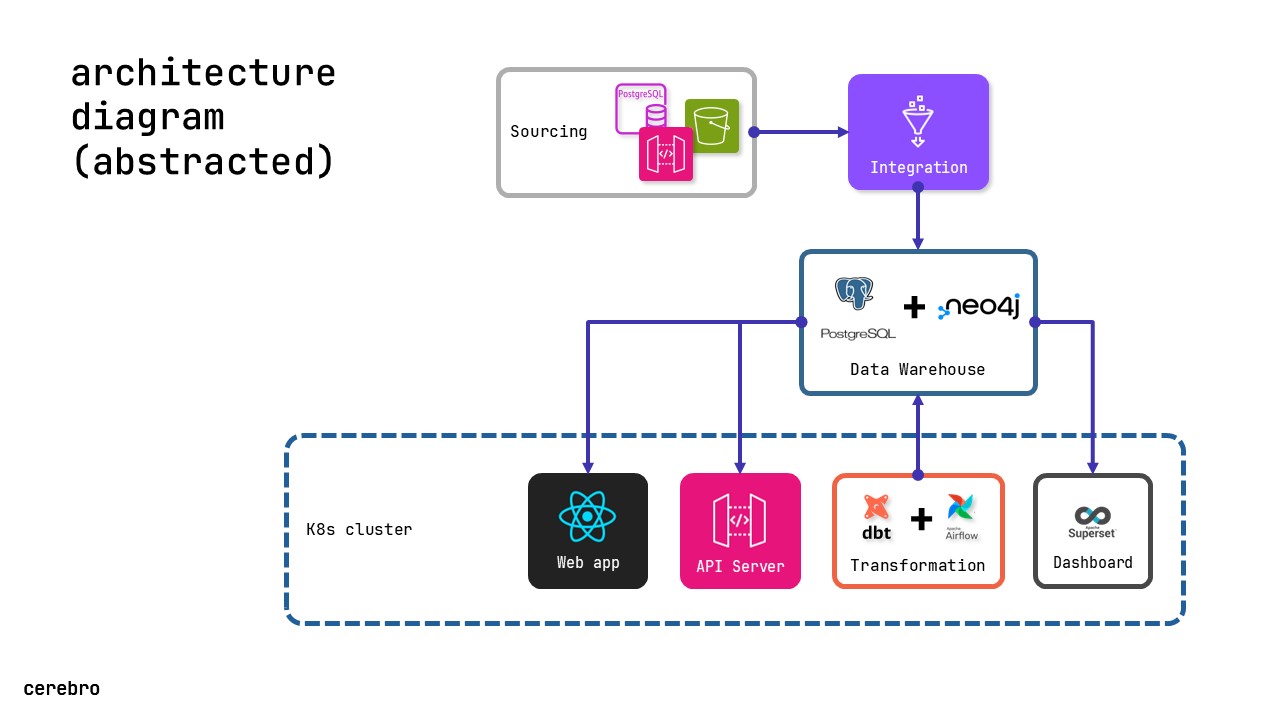 architecture
diagram
(abstracted)
PostgreSQL
Sourcing
</>
Integration
PostgreSQL
+
neo4j
Data Warehouse
K8s cluster
Web app
</>
API Server
dbt
+
Apache
Airflow
Transformation
Apache
Superset
Dashboard
cerebro